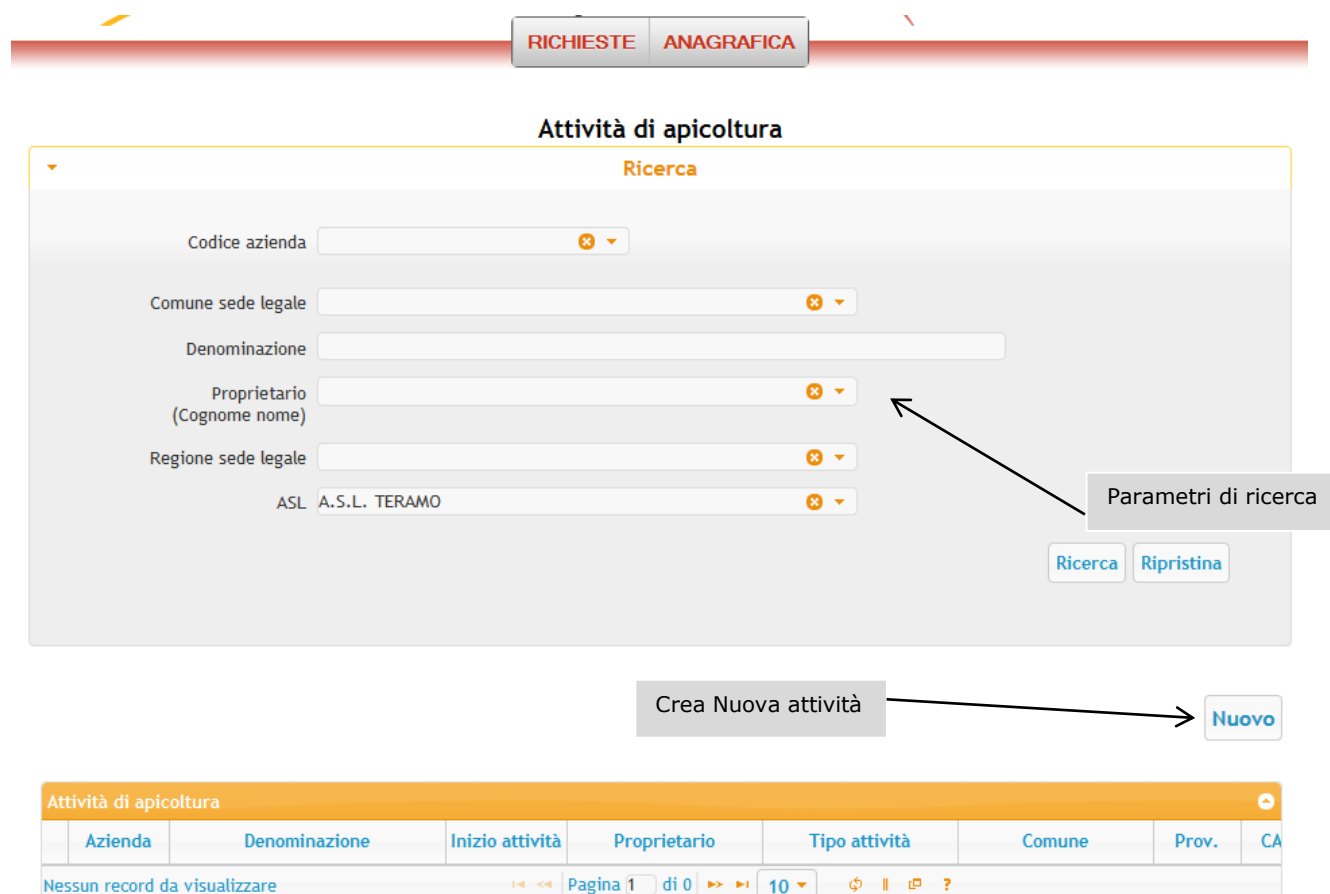 RICHIESTE ANAGRAFICA
Attività di apicoltura
Ricerca
Codice azienda
Comune sede legale
Denominazione
Proprietario
(Cognome nome)
Regione sede legale
ASL A.S.L. TERAMO
Parametri di ricerca
Ricerca Ripristina
Crea Nuova attività
Nuovo
Attività di apicoltura
Azienda Denominazione Inizio attività Proprietario Tipo attività Comune Prov. CA
Nessun record da visualizzare Pagina 1 di 0 10 ?